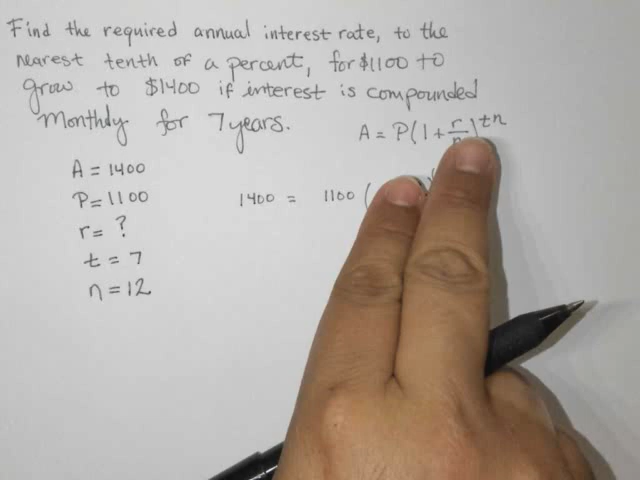 Find the required annual interest rate, to the
nearest tenth of a percent, for $1100 to
grow to $1400 if interest is compounded
Monthly for 7 years.
A = P(1 + r/n)^tn
A = 1400
P = 1100
1400 = 1100 (
r = ?
t = 7
n = 12